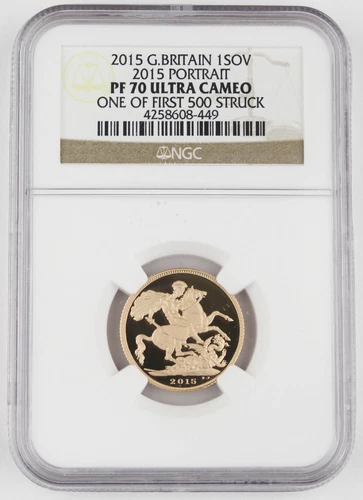 2015 G.BRITAIN 1SOV
2015 PORTRAIT
PF 70 ULTRA CAMEO
ONE OF FIRST 500 STRUCK
4258608-449
NGC
2015